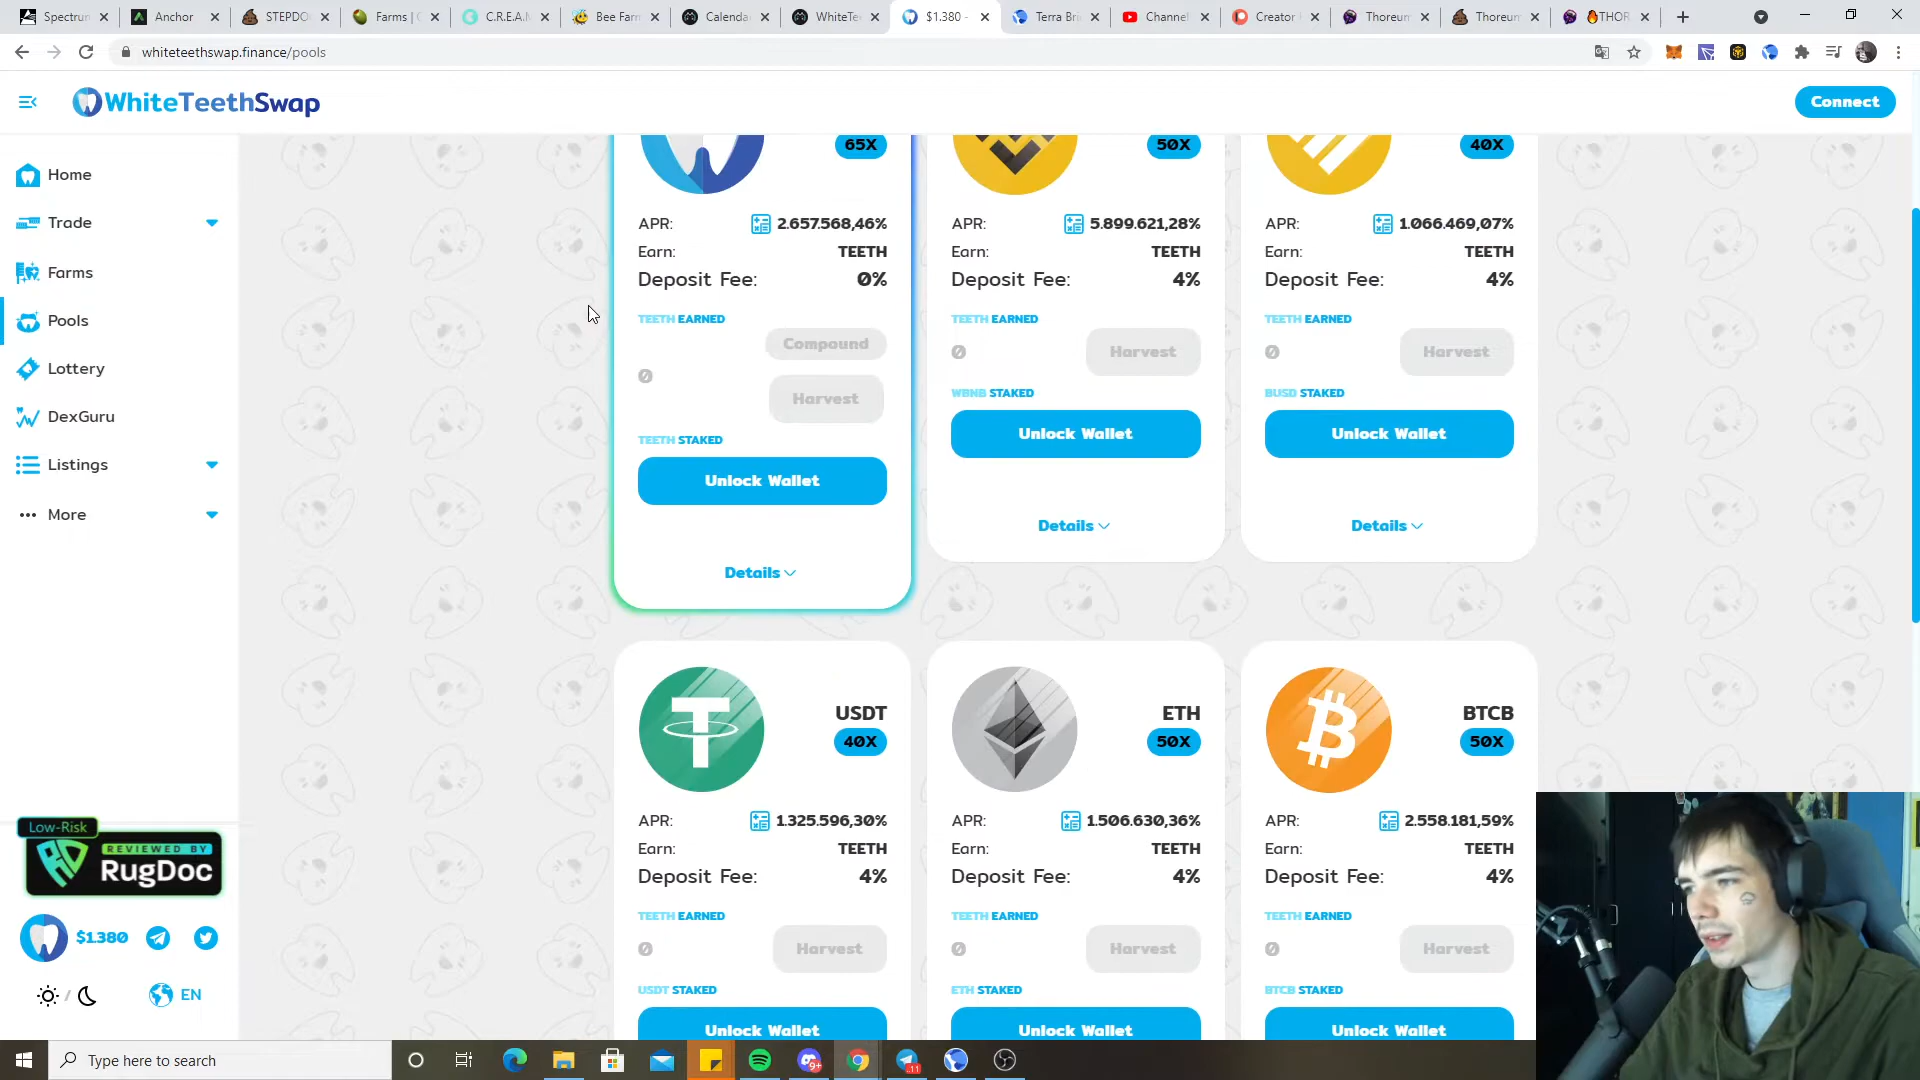 Spectrum
Anchor
STEPDO
Farms | C
C.R.E.A.M
Bee Farm
Calenda
WhiteTe
$1.380 -
Terra Bri
Channel
Creator
Thoreum
Thoreum
THOR
whiteteethswap.finance/pools
WhiteTeethSwap
Connect
Home
Trade
Farms
Pools
Lottery
DexGuru
Listings
More
65X
50X
40X
APR: 2.657.568,46%
Earn: TEETH
Deposit Fee: 0%
TEETH EARNED
Compound
0
Harvest
TEETH STAKED
Unlock Wallet
Details
APR: 5.899.621,28%
Earn: TEETH
Deposit Fee: 4%
TEETH EARNED
0
Harvest
WBNB STAKED
Unlock Wallet
Details
APR: 1.066.469,07%
Earn: TEETH
Deposit Fee: 4%
TEETH EARNED
0
Harvest
BUSD STAKED
Unlock Wallet
Details
USDT
40X
APR: 1.325.596,30%
Earn: TEETH
Deposit Fee: 4%
TEETH EARNED
0
Harvest
USDT STAKED
Unlock Wallet
ETH
50X
APR: 1.506.630,36%
Earn: TEETH
Deposit Fee: 4%
TEETH EARNED
0
Harvest
ETH STAKED
Unlock Wallet
BTCB
50X
APR: 2.558.181,59%
Earn: TEETH
Deposit Fee: 4%
TEETH EARNED
0
Harvest
BTCB STAKED
Unlock Wallet
Low-Risk
REVIEWED BY
RugDoc
$1.380
/
EN
Type here to search
9+
11